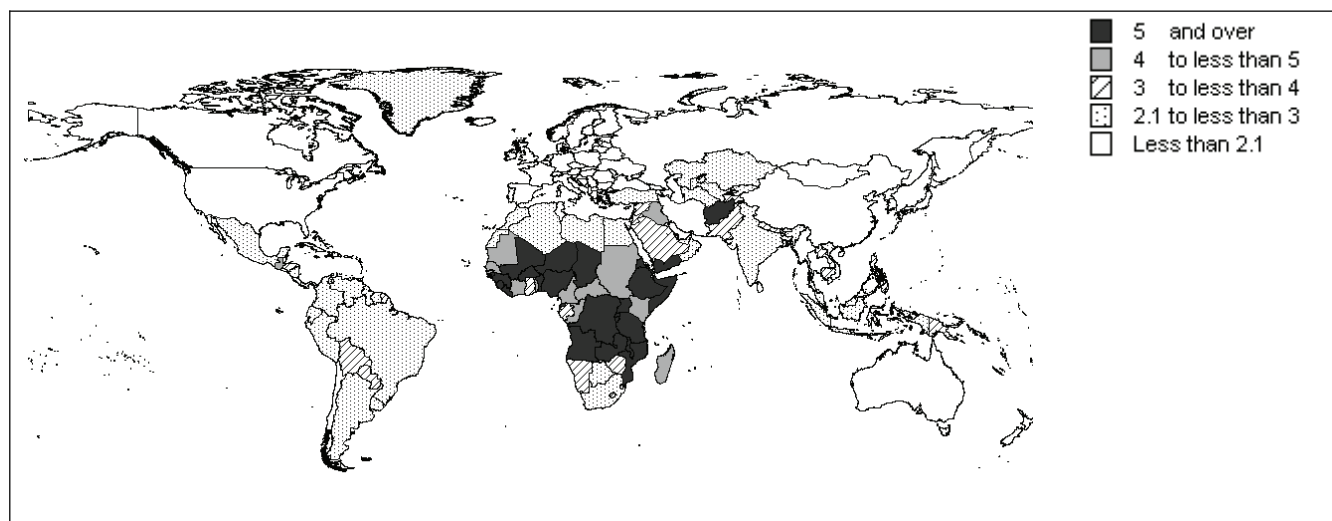 5 and over
4 to less than 5
3 to less than 4
2.1 to less than 3
Less than 2.1